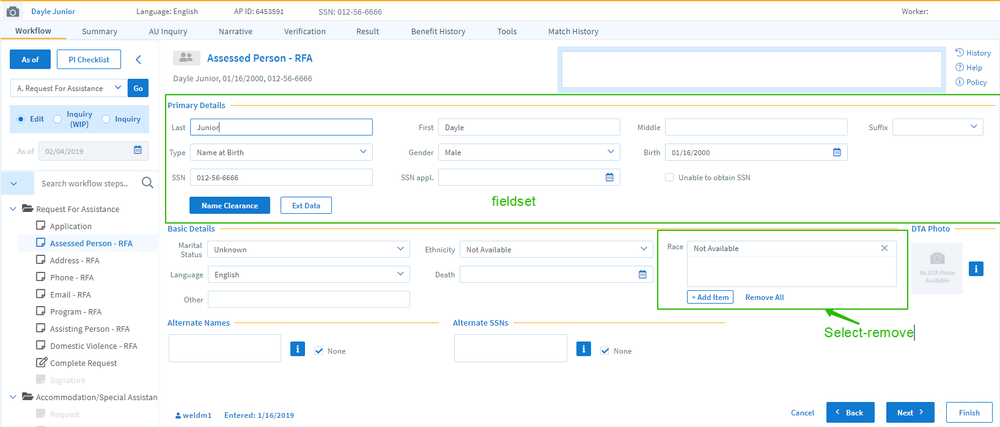 Dayle Junior Language: English AP ID: 6453591 SSN: 012-56-6666 Worker:
Workflow Summary AU Inquiry Narrative Verification Result Benefit History Tools Match History
As of PI Checklist
A. Request For Assistance Go
Edit Inquiry (WIP) Inquiry
As of 02/04/2019
Search workflow steps..
Request For Assistance
Application
Assessed Person - RFA
Address - RFA
Phone - RFA
Email - RFA
Program - RFA
Assisting Person - RFA
Domestic Violence - RFA
Complete Request
Signature
Accommodation/Special Assistan
Request
Assessed Person - RFA
Dayle Junior, 01/16/2000, 012-56-6666
History
Help
Policy
Primary Details
Last Junior First Dayle Middle Suffix
Type Name at Birth Gender Male Birth 01/16/2000
SSN 012-56-6666 SSN appl. Unable to obtain SSN
Name Clearance Ext Data
fieldset
Basic Details
Marital Status Unknown Ethnicity Not Available
Language English Death
Other
Race Not Available
+ Add Item Remove All
Select-remove
DTA Photo
No DTA Photo
Available
i
Alternate Names Alternate SSNs
i None i None
weldm1 Entered: 1/16/2019
Cancel Back Next Finish